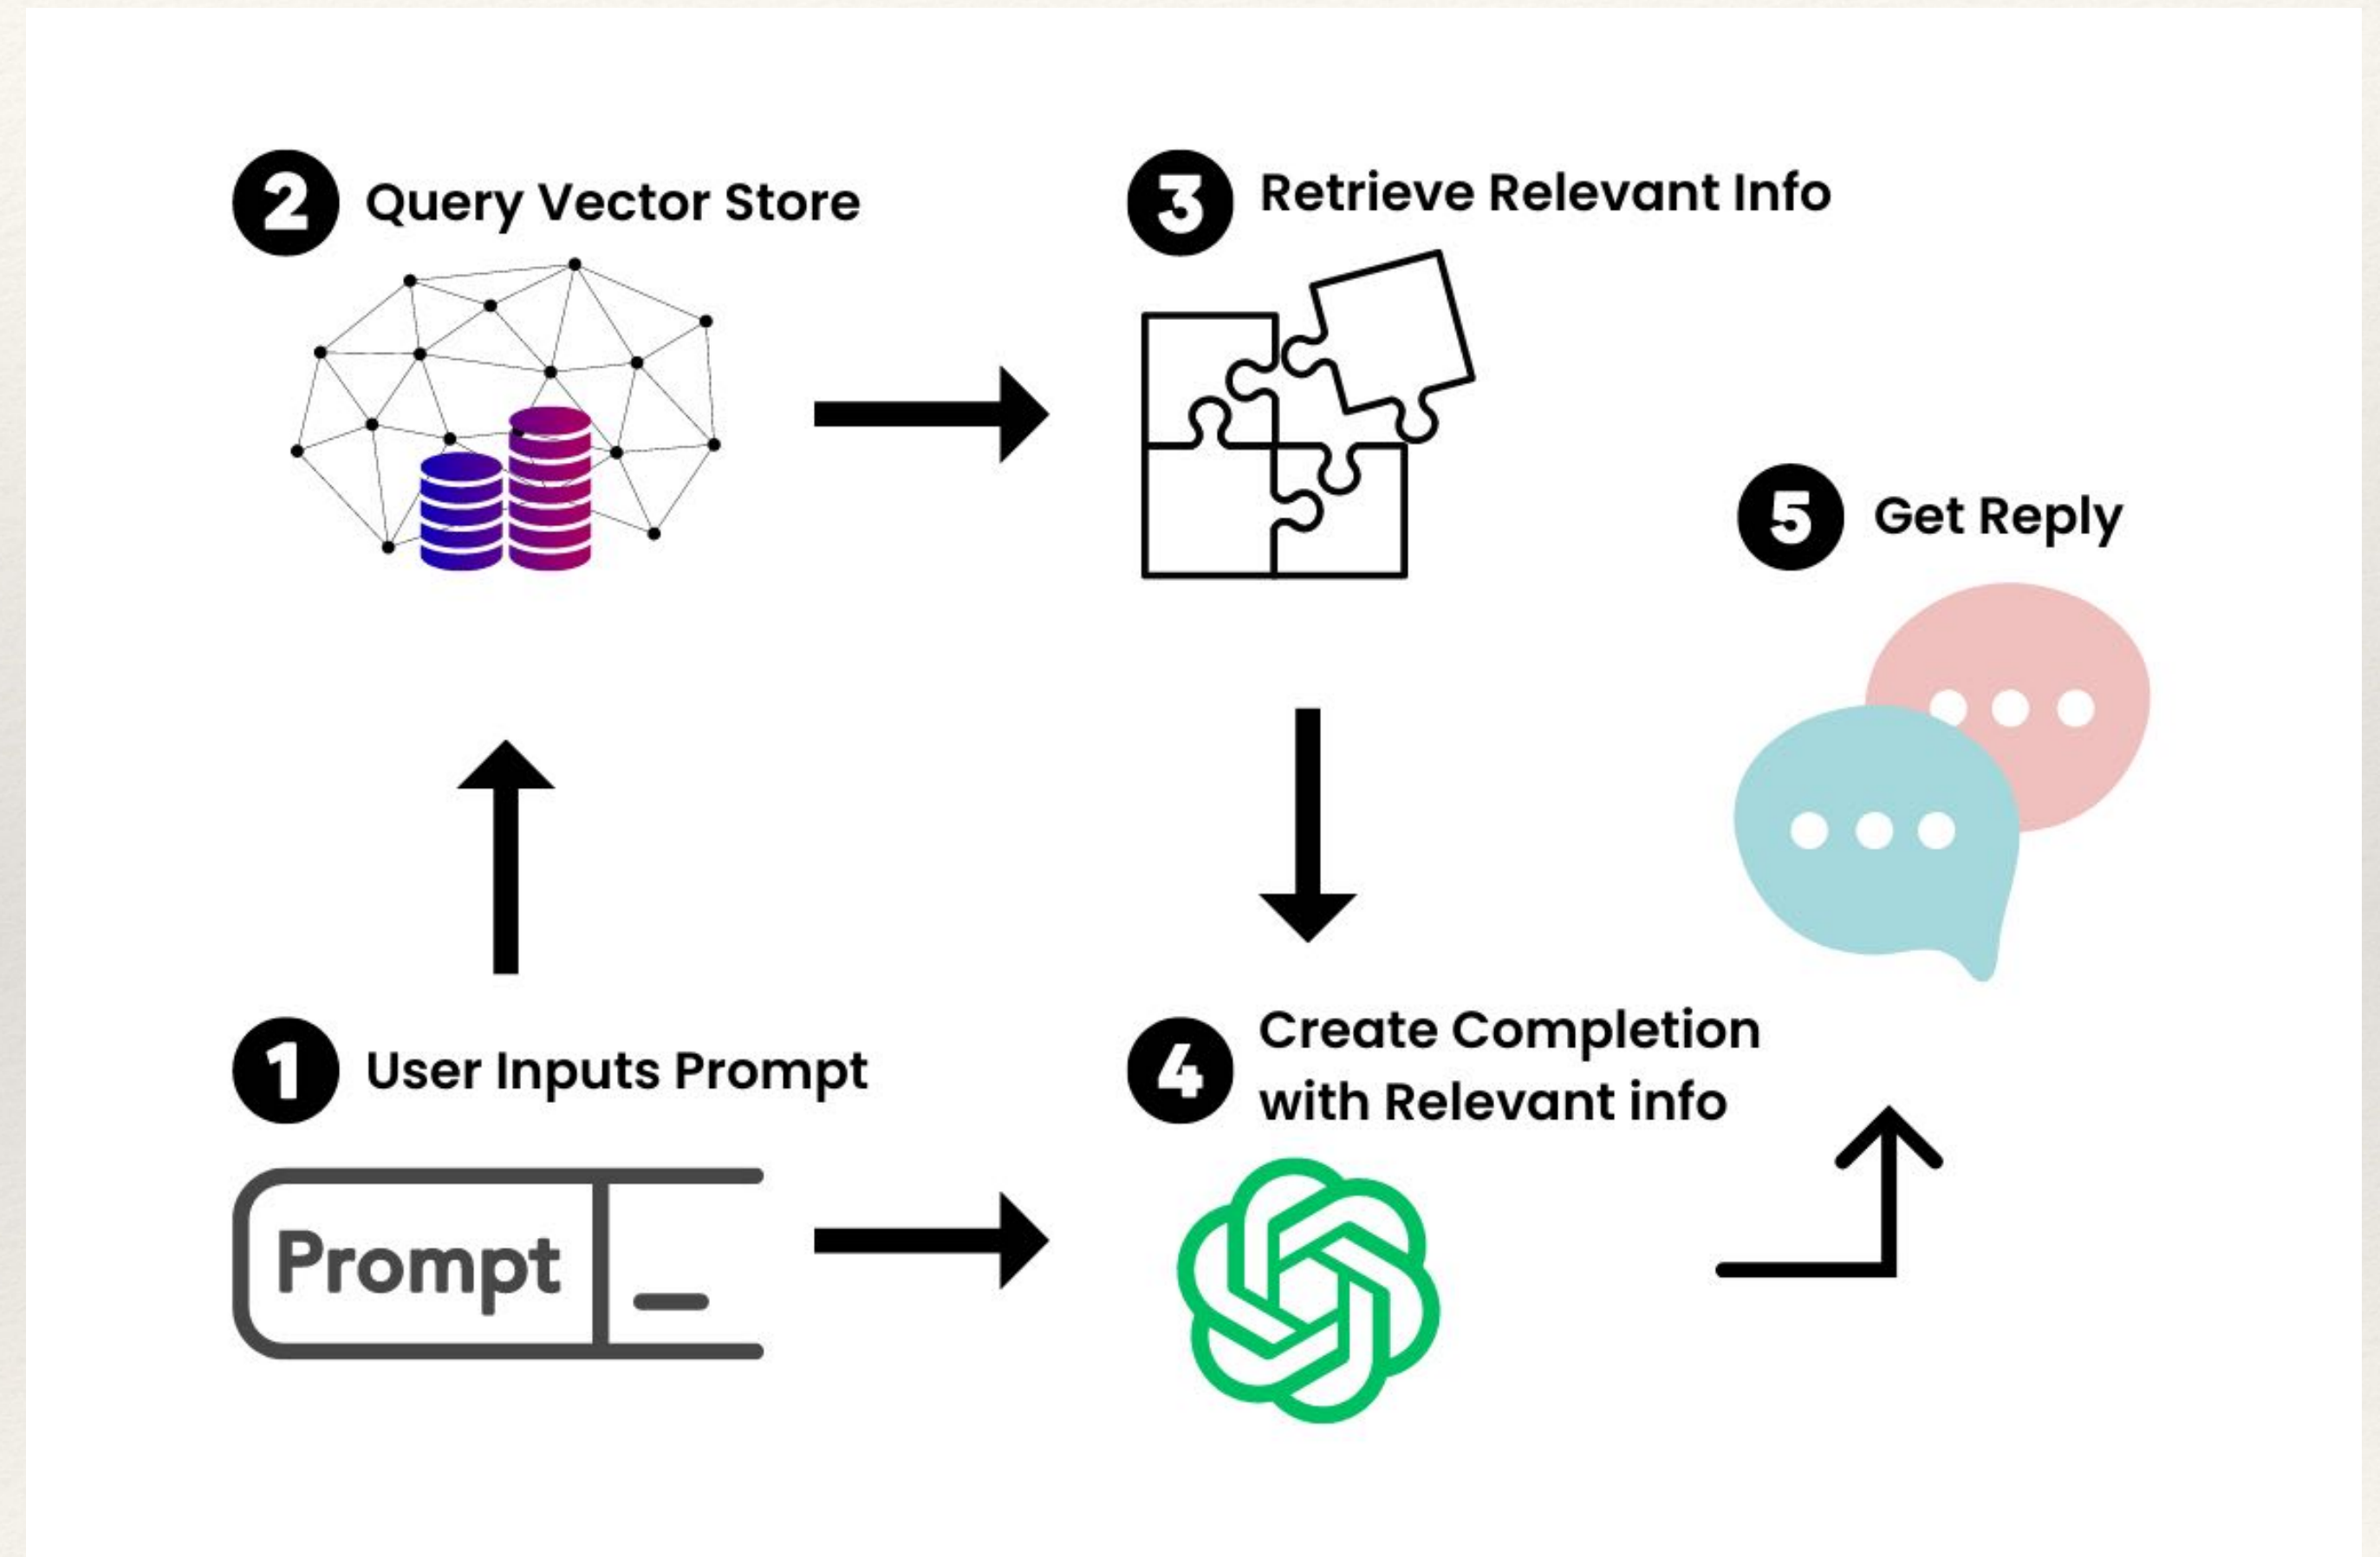 2 Query Vector Store
3 Retrieve Relevant Info
5 Get Reply
1 User Inputs Prompt
4 Create Completion
with Relevant info
Prompt _